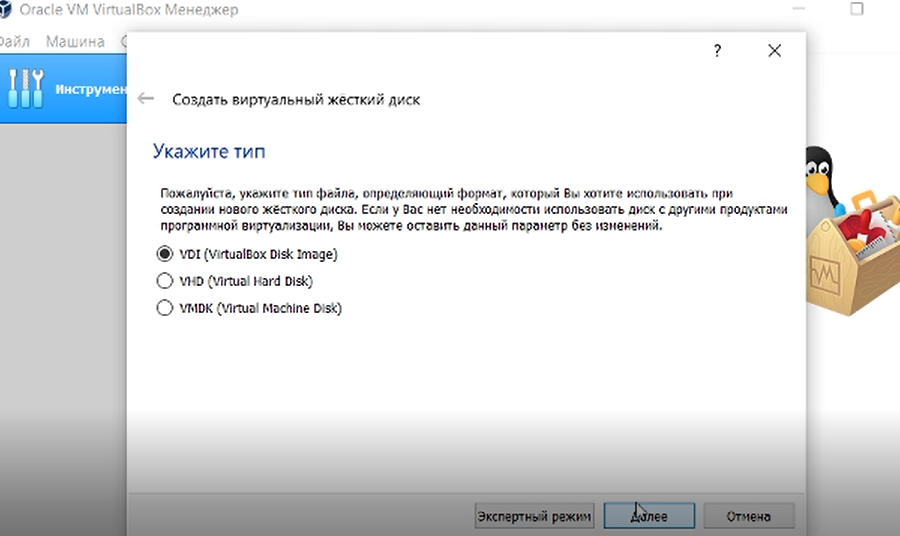 Oracle VM VirtualBox Менеджер
Файл Машина
Инструмен
?
Создать виртуальный жёсткий диск
Укажите тип
Пожалуйста, укажите тип файла, определяющий формат, который Вы хотите использовать при
создании нового жёсткого диска. Если у Вас нет необходимости использовать диск с другими продуктами
программной виртуализации, Вы можете оставить данный параметр без изменений.
VDI (VirtualBox Disk Image)
VHD (Virtual Hard Disk)
VMDK (Virtual Machine Disk)
Экспертный режим Далее Отмена